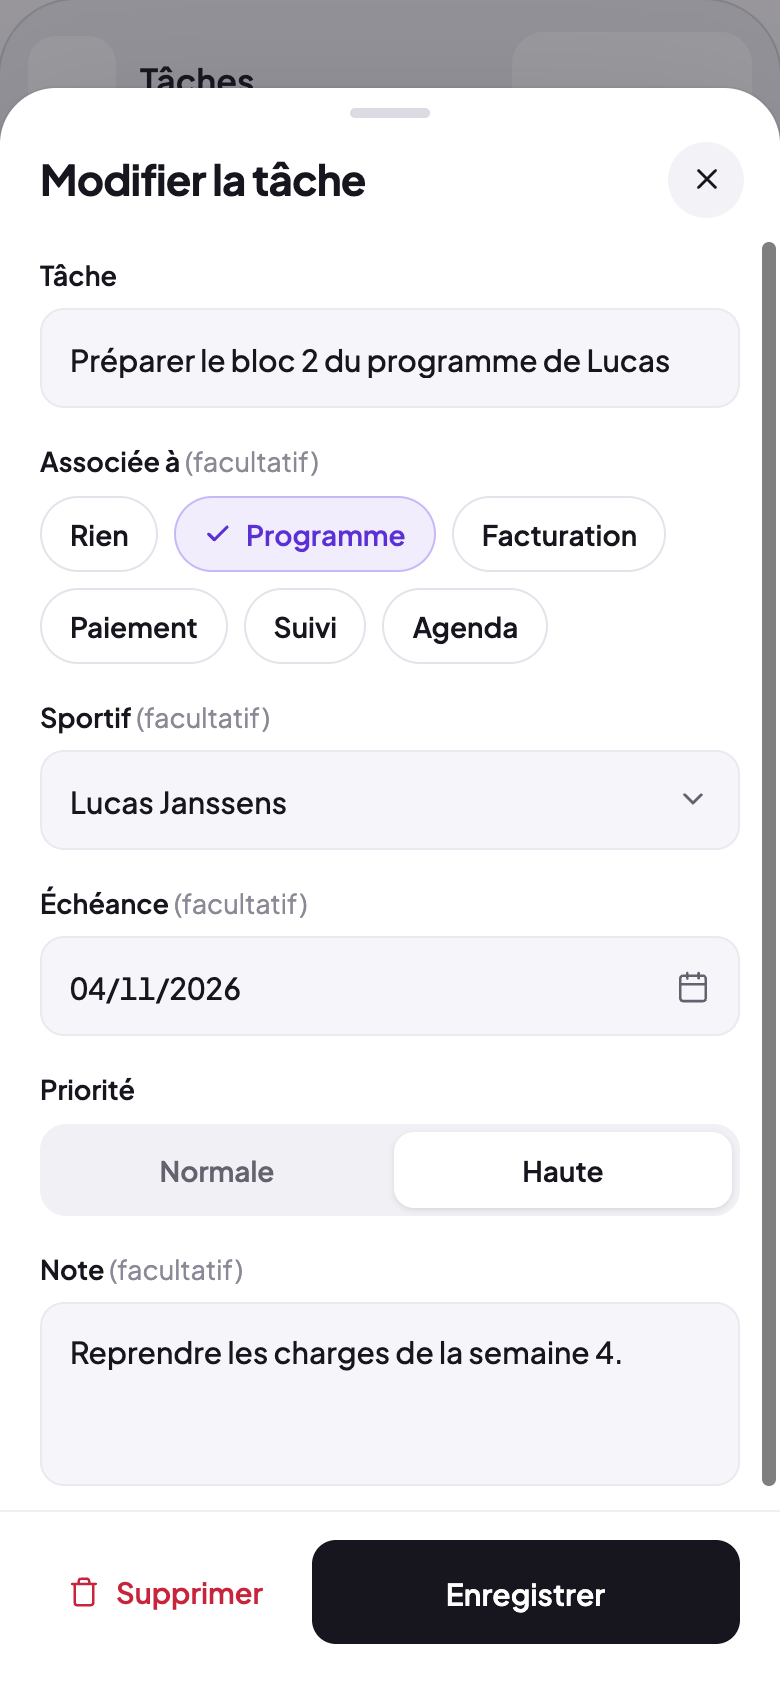 Tâches
Modifier la tâche
Tâche
Préparer le bloc 2 du programme de Lucas
Associée à (facultatif)
Rien
Programme
Facturation
Paiement
Suivi
Agenda
Sportif (facultatif)
Lucas Janssens
Échéance (facultatif)
04/11/2026
Priorité
Normale
Haute
Note (facultatif)
Reprendre les charges de la semaine 4.
Supprimer
Enregistrer